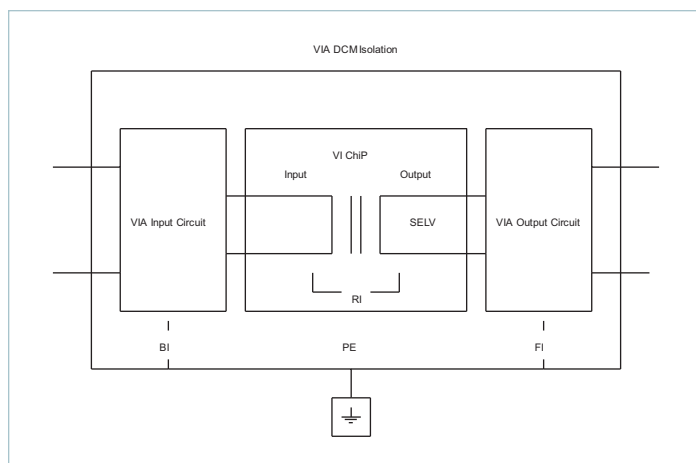 VIA DCM Isolation
VI ChiP
Input
Output
VIA Input Circuit
SELV
VIA Output Circuit
RI
BI
PE
FI